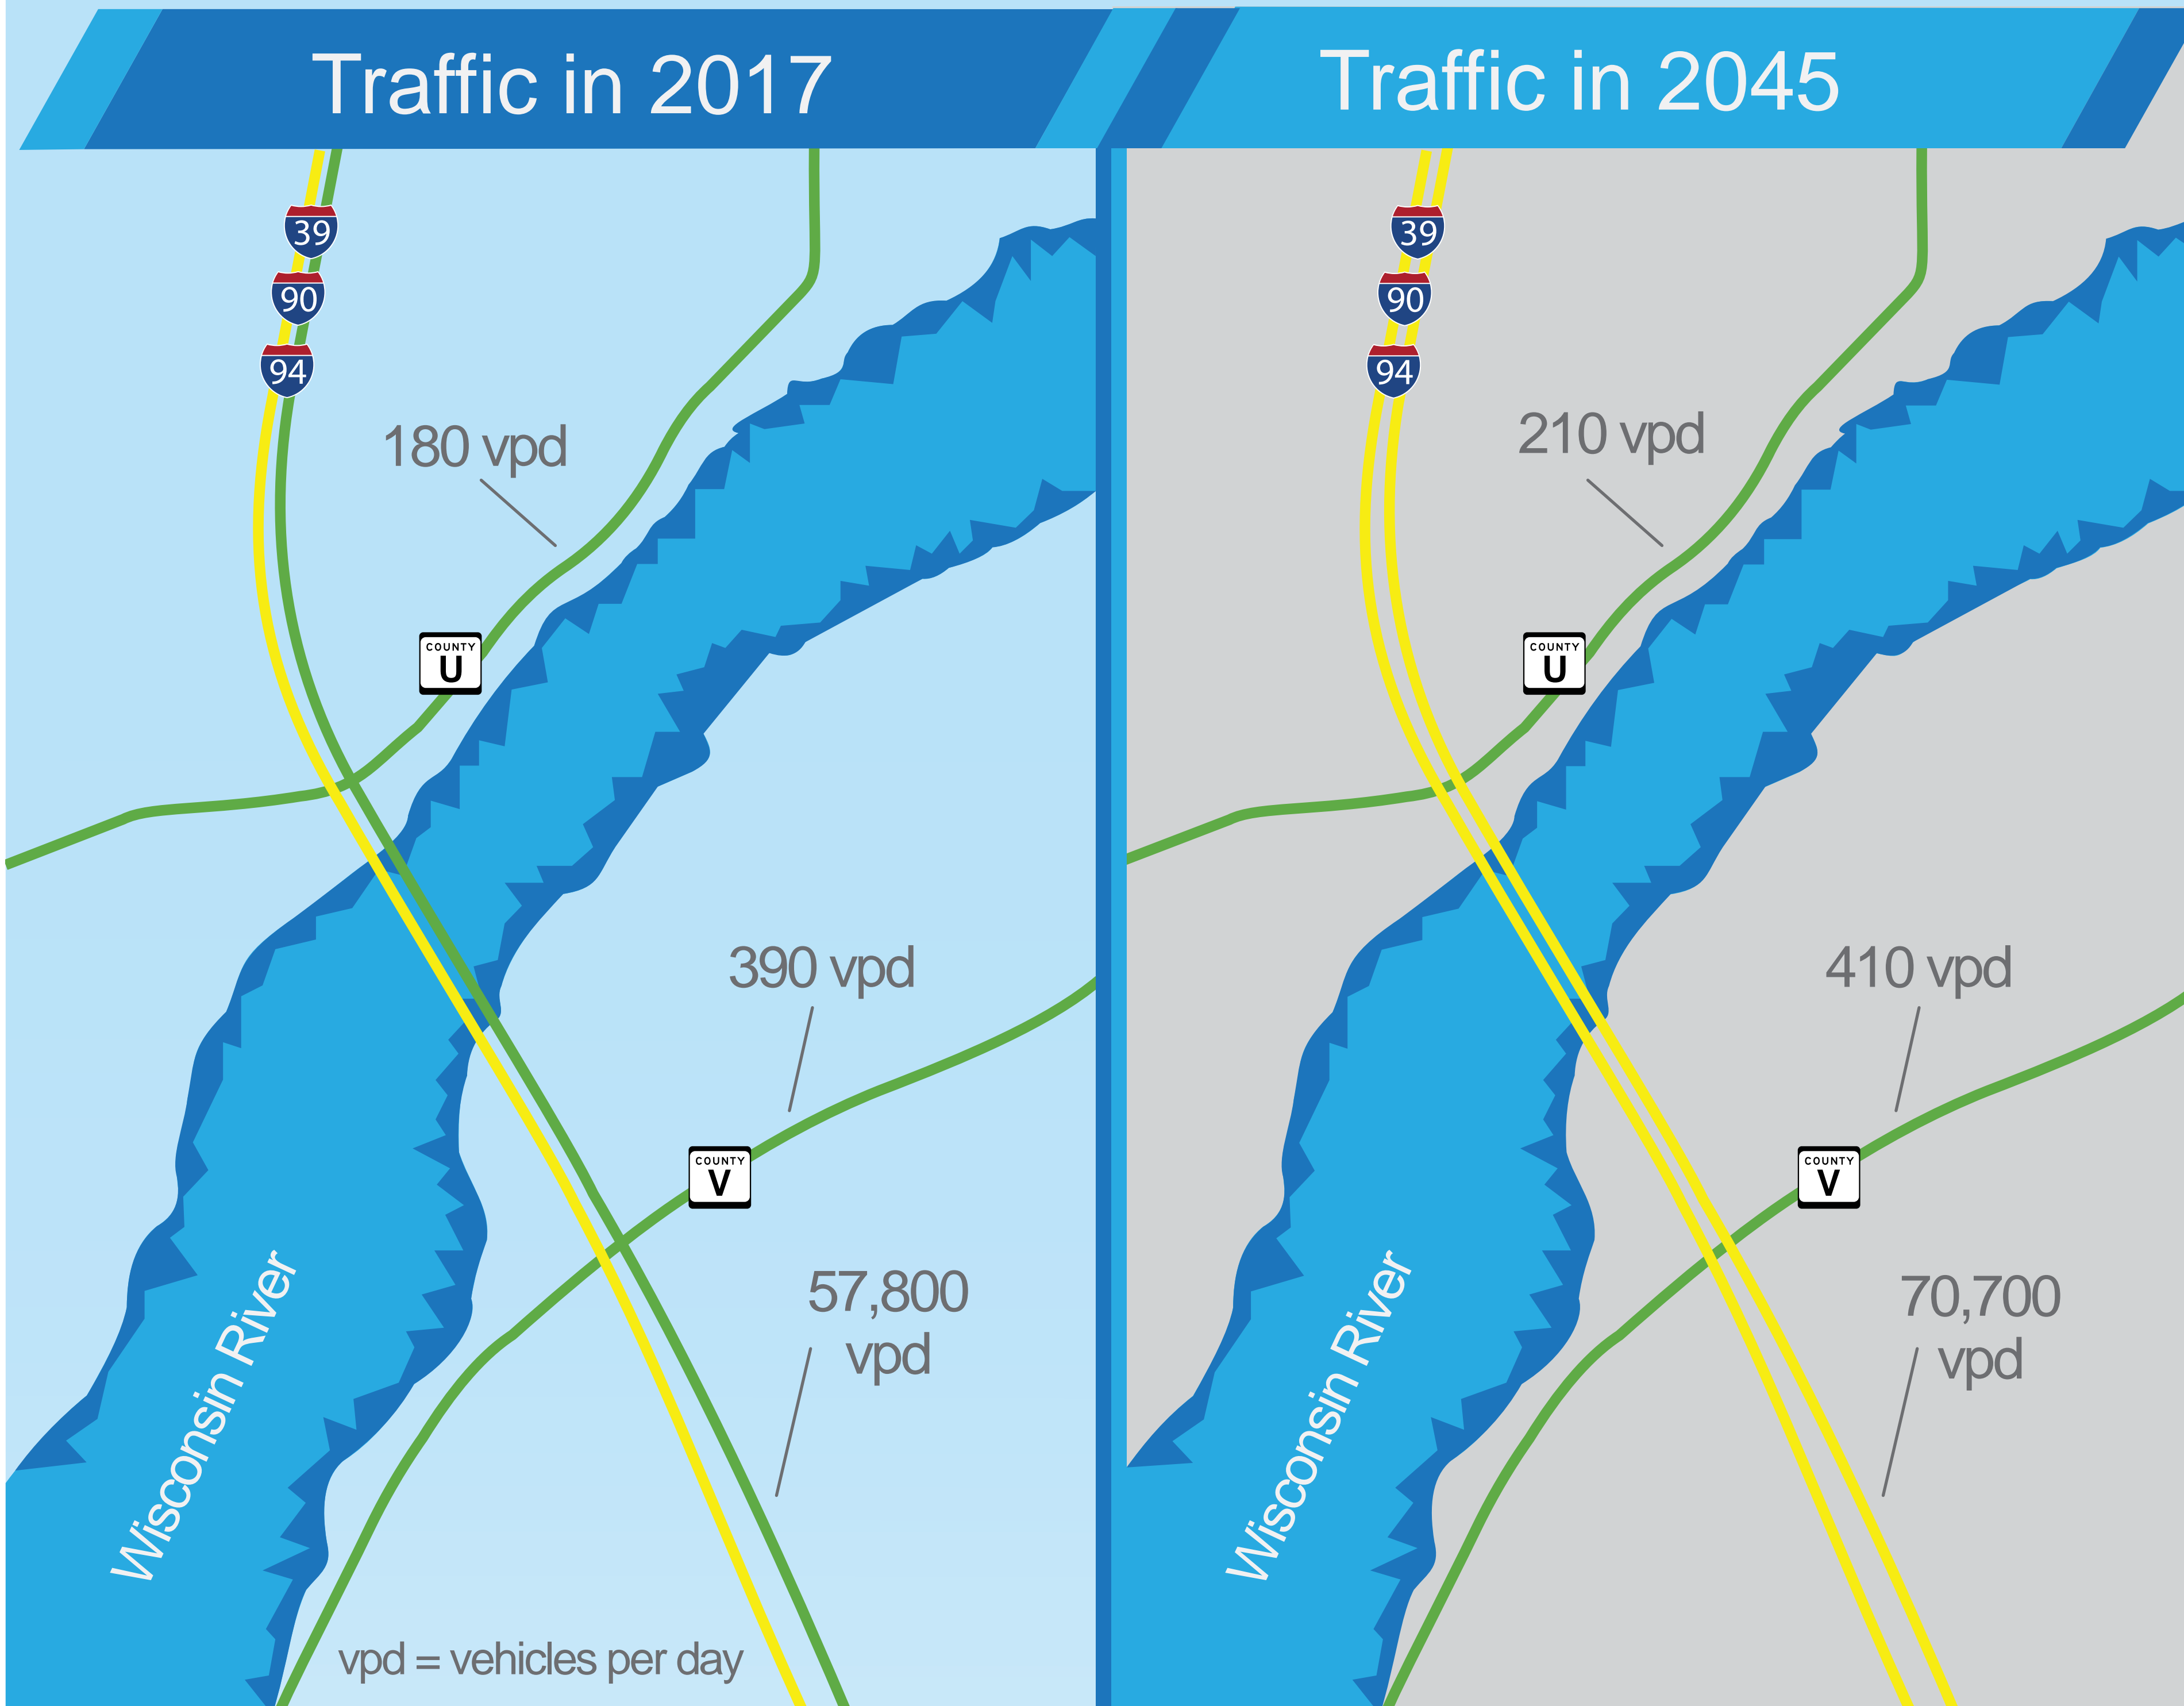 Traffic in 2017
39
90
94
180 vpd
COUNTY
U
390 vpd
COUNTY
V
57,800
vpd
Wisconsin River
vpd = vehicles per day
Traffic in 2045
39
90
94
210 vpd
COUNTY
U
410 vpd
COUNTY
V
70,700
vpd
Wisconsin River